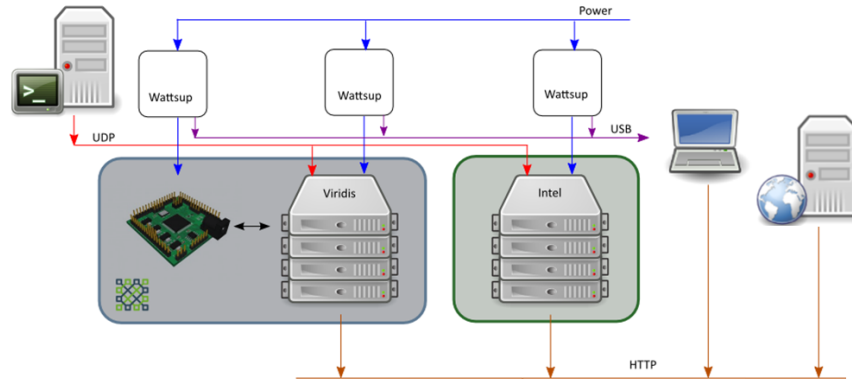 Power
>_
Wattsup
Wattsup
Wattsup
UDP
USB
Viridis
Intel
HTTP